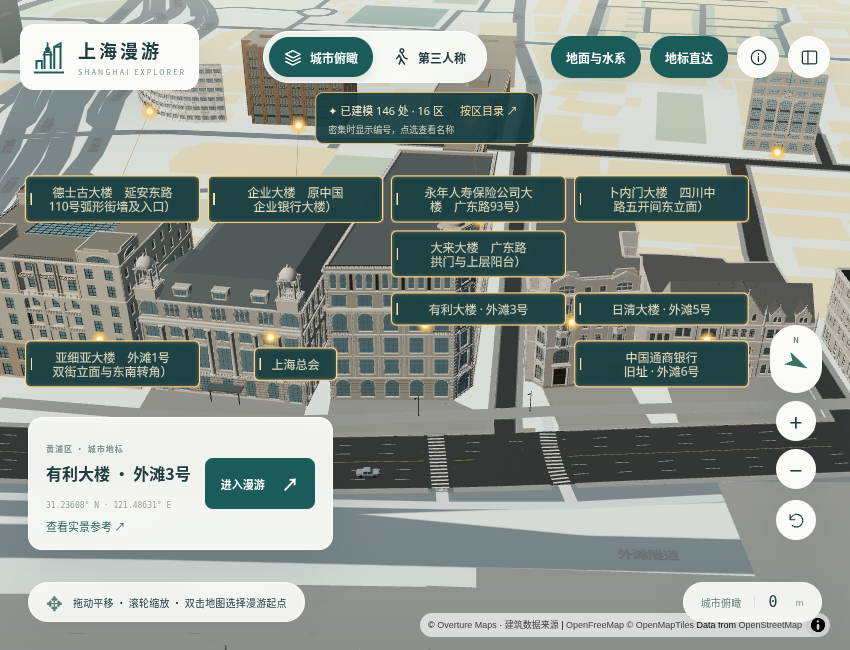 上海漫游
SHANGHAI EXPLORER
城市俯瞰
第三人称
地面与水系
地标直达
✦ 已建模 146 处 · 16 区 按区目录 ↗
密集时显示编号，点选查看名称
德士古大楼 延安东路
110号弧形街墙及入口）
企业大楼 原中国
企业银行大楼）
永年人寿保险公司大
楼 广东路93号）
卜内门大楼 四川中
路五开间东立面）
大来大楼 广东路
拱门与上层阳台）
有利大楼 · 外滩3号
日清大楼 · 外滩5号
亚细亚大楼 外滩1号
双街立面与东南转角）
上海总会
中国通商银行
旧址 · 外滩6号
N
黄浦区 · 城市地标
有利大楼 · 外滩3号
进入漫游 ↗
31.23608° N · 121.48631° E
查看实景参考 ↗
外滩隧道
拖动平移 · 滚轮缩放 · 双击地图选择漫游起点
城市俯瞰 0 m
© Overture Maps · 建筑数据来源 | OpenFreeMap © OpenMapTiles Data from OpenStreetMap